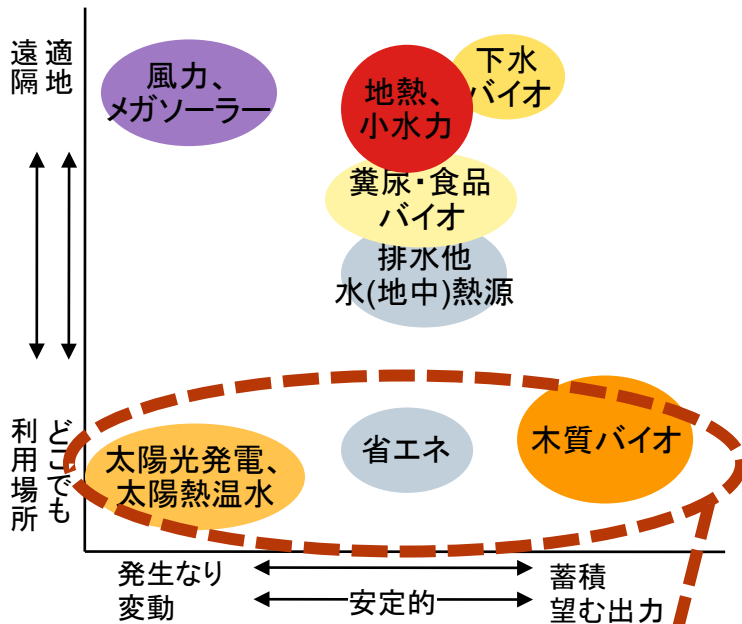 適地
遠隔
風力、
メガソーラー
地熱、
小水力
下水
バイオ
糞尿・食品
バイオ
排水他
水(地中)熱源
どこでも
利用場所
太陽光発電、
太陽熱温水
省エネ
木質バイオ
発生なり
変動
安定的
蓄積
望む出力